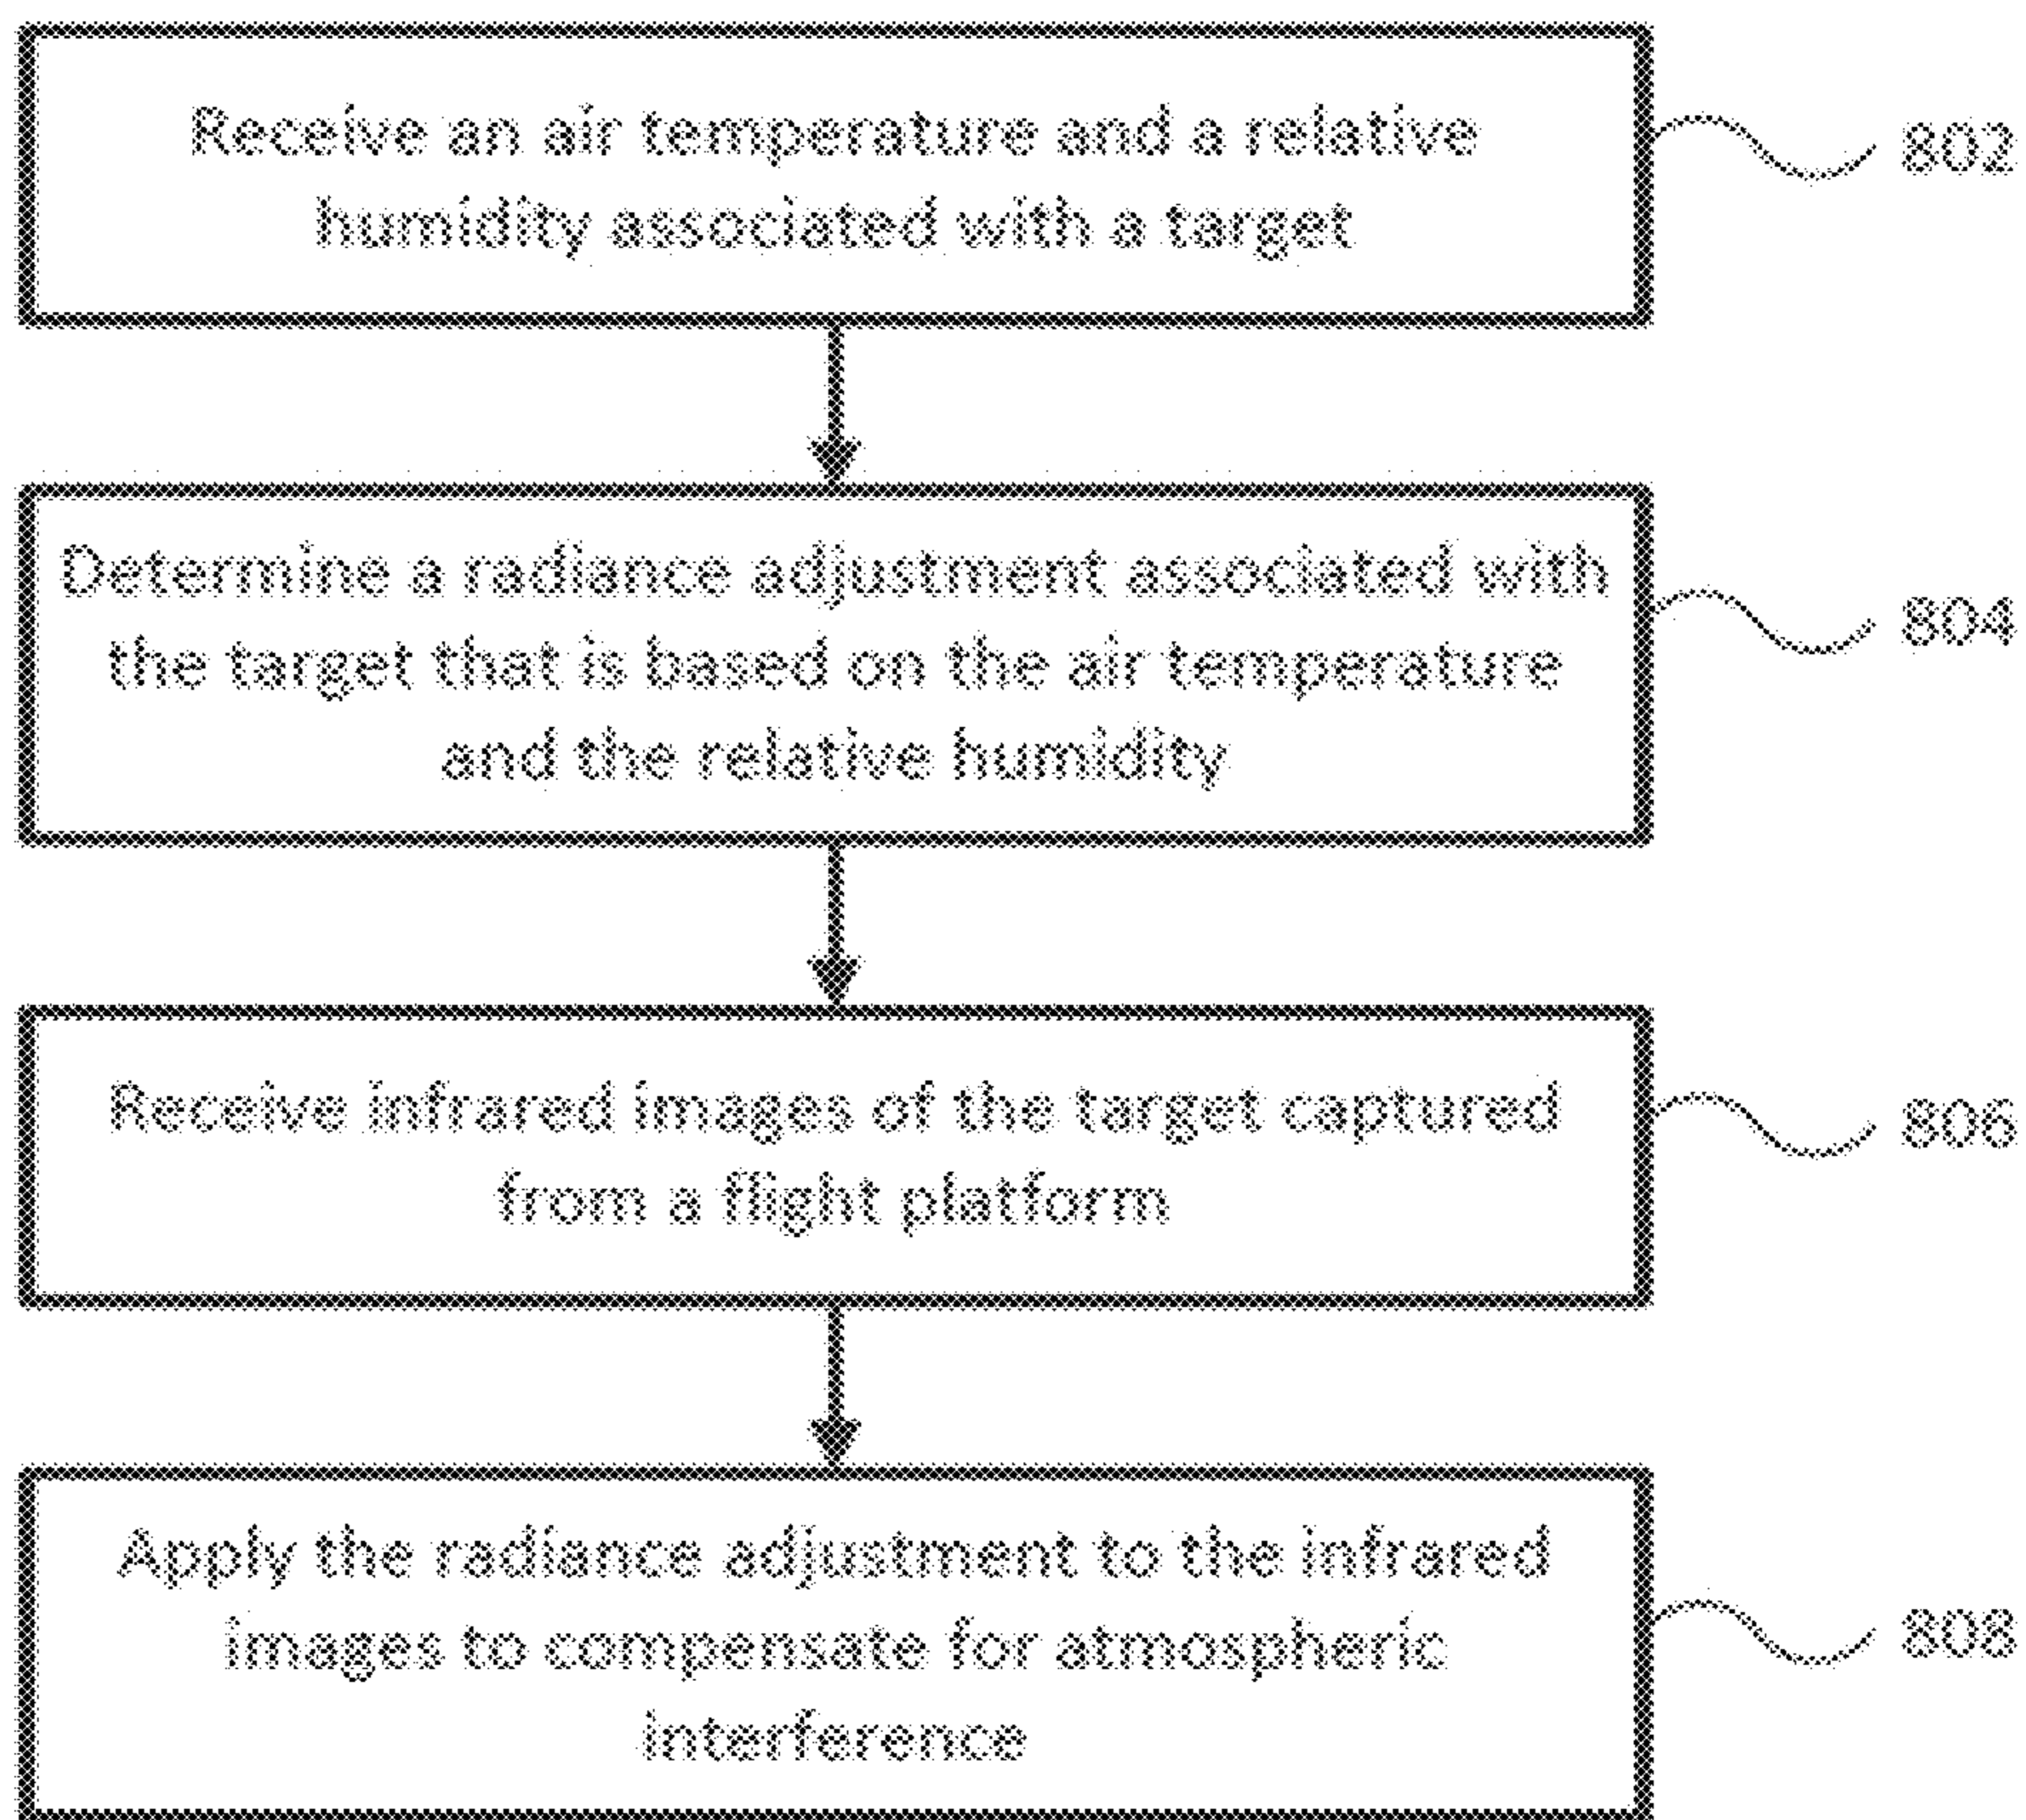 Receive an air temperature and a relative
humidity associated with a target
802
Determine a radiance adjustment associated with
the target that is based on the air temperature
and the relative humidity
804
Receive infrared images of the target captured
from a flight platform
806
Apply the radiance adjustment to the infrared
images to compensate for atmospheric
interference
808